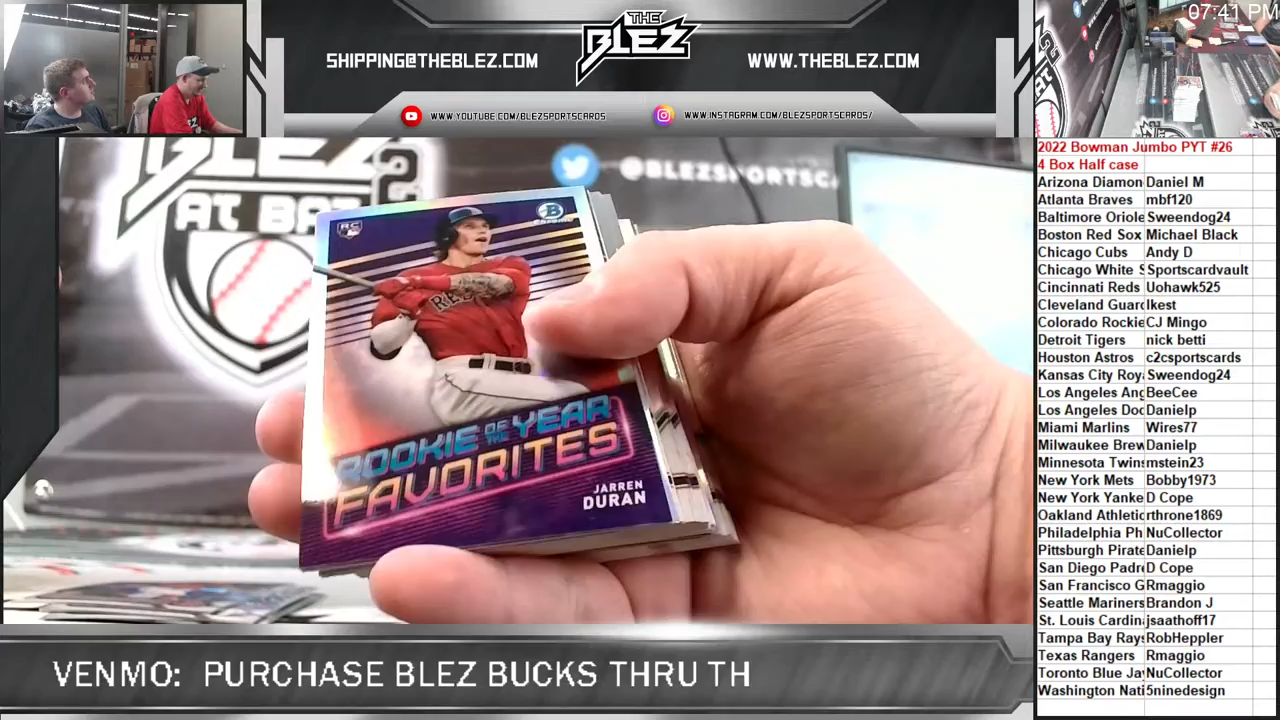 07:41 PM
THE
BLEZ
SHIPPING@THEBLEZ.COM
WWW.THEBLEZ.COM
WWW.YOUTUBE.COM/BLEZSPORTSCARDS
WWW.INSTAGRAM.COM/BLEZSPORTSCARDS/
BLEZ
AT BAT
@BLEZSPORTSCA
RC
B
CHROME
RED
ROOKIE OF THE YEAR
FAVORITES
JARREN
DURAN
VENMO: PURCHASE BLEZ BUCKS THRU TH
2022 Bowman Jumbo PYT #26
4 Box Half case
Arizona Diamon Daniel M
Atlanta Braves mbf120
Baltimore Oriole Sweendog24
Boston Red Sox Michael Black
Chicago Cubs Andy D
Chicago White S Sportscardvault
Cincinnati Reds Uohawk525
Cleveland Guar Ikest
Colorado Rockie CJ Mingo
Detroit Tigers nick betti
Houston Astros c2csportscards
Kansas City Roy Sweendog24
Los Angeles Ang BeeCee
Los Angeles Dod Danielp
Miami Marlins Wires77
Milwaukee Brew Danielp
Minnesota Twins mstein23
New York Mets Bobby1973
New York Yanke D Cope
Oakland Athletic rthrone1869
Philadelphia Ph NuCollector
Pittsburgh Pirate Danielp
San Diego Padre D Cope
San Francisco G Rmaggio
Seattle Mariners Brandon J
St. Louis Cardin jsaathoff17
Tampa Bay Rays RobHeppler
Texas Rangers Rmaggio
Toronto Blue Ja NuCollector
Washington Nati 5ninedesign